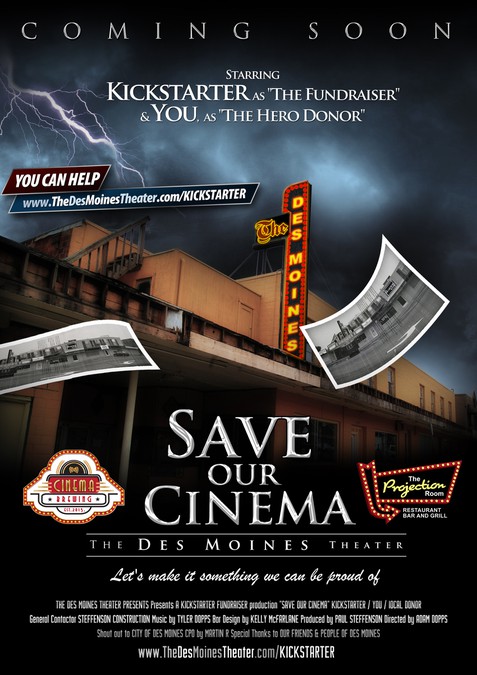 COMING SOON
STARRING
KICKSTARTER AS "THE FUNDRAISER"
& YOU, AS "THE HERO DONOR"
YOU CAN HELP
www.TheDesMoinesTheater.com/KICKSTARTER
The
DES MOINES
SAVE
OUR
CINEMA
CINEMA
BREWING
EST. 2015
The
Projection
Room
RESTAURANT
BAR AND GRILL
THE DES MOINES THEATER
Let's make it something we can be proud of
THE DES MOINES THEATER PRESENTS Presents A KICKSTARTER FUNDRAISER production "SAVE OUR CINEMA" KICKSTARTER / YOU / lOCAL DONOR
General Contactor STEFFENSON CONSTRUCTION Music by TYLER DOPPS Bar Design by KELLY McFARLANE Produced by PAUL STEFFENSON Directed by ADAM DOPPS
Shout out to CITY OF DES MOINES CPO by MARTIN R Special Thanks to OUR FRIENDS & PEOPLE OF DES MOINES
www.TheDesMoinesTheater.com/KICKSTARTER